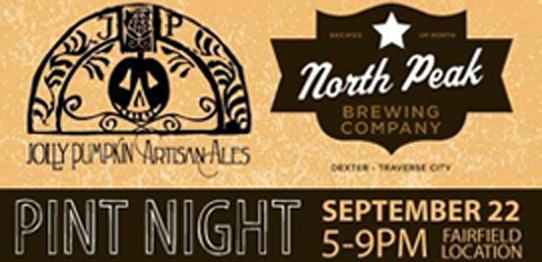 J P
JOLLY PUMPKIN ARTISAN ALES
BREWED UP NORTH
North Peak
BREWING
COMPANY
DEXTER - TRAVERSE CITY
PINT NIGHT
SEPTEMBER 22
5-9PM
FAIRFIELD
LOCATION